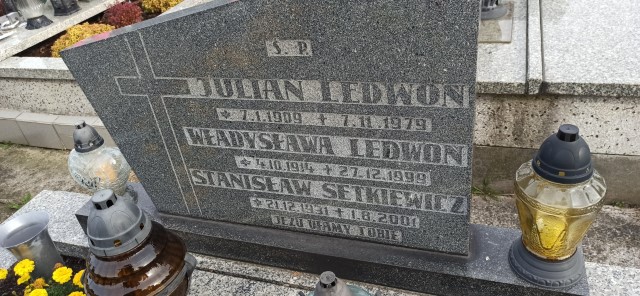 Ś. P.
JULIAN LEDWOŃ
* 7.1.1909 + 7.11.1979
WŁADYSŁAWA LEDWOŃ
* 4.10.1914 + 27.12.1999
STANISŁAW SETKIEWICZ
* 21.12.1931 + 1.8.2001
JEZU UFAMY TOBIE